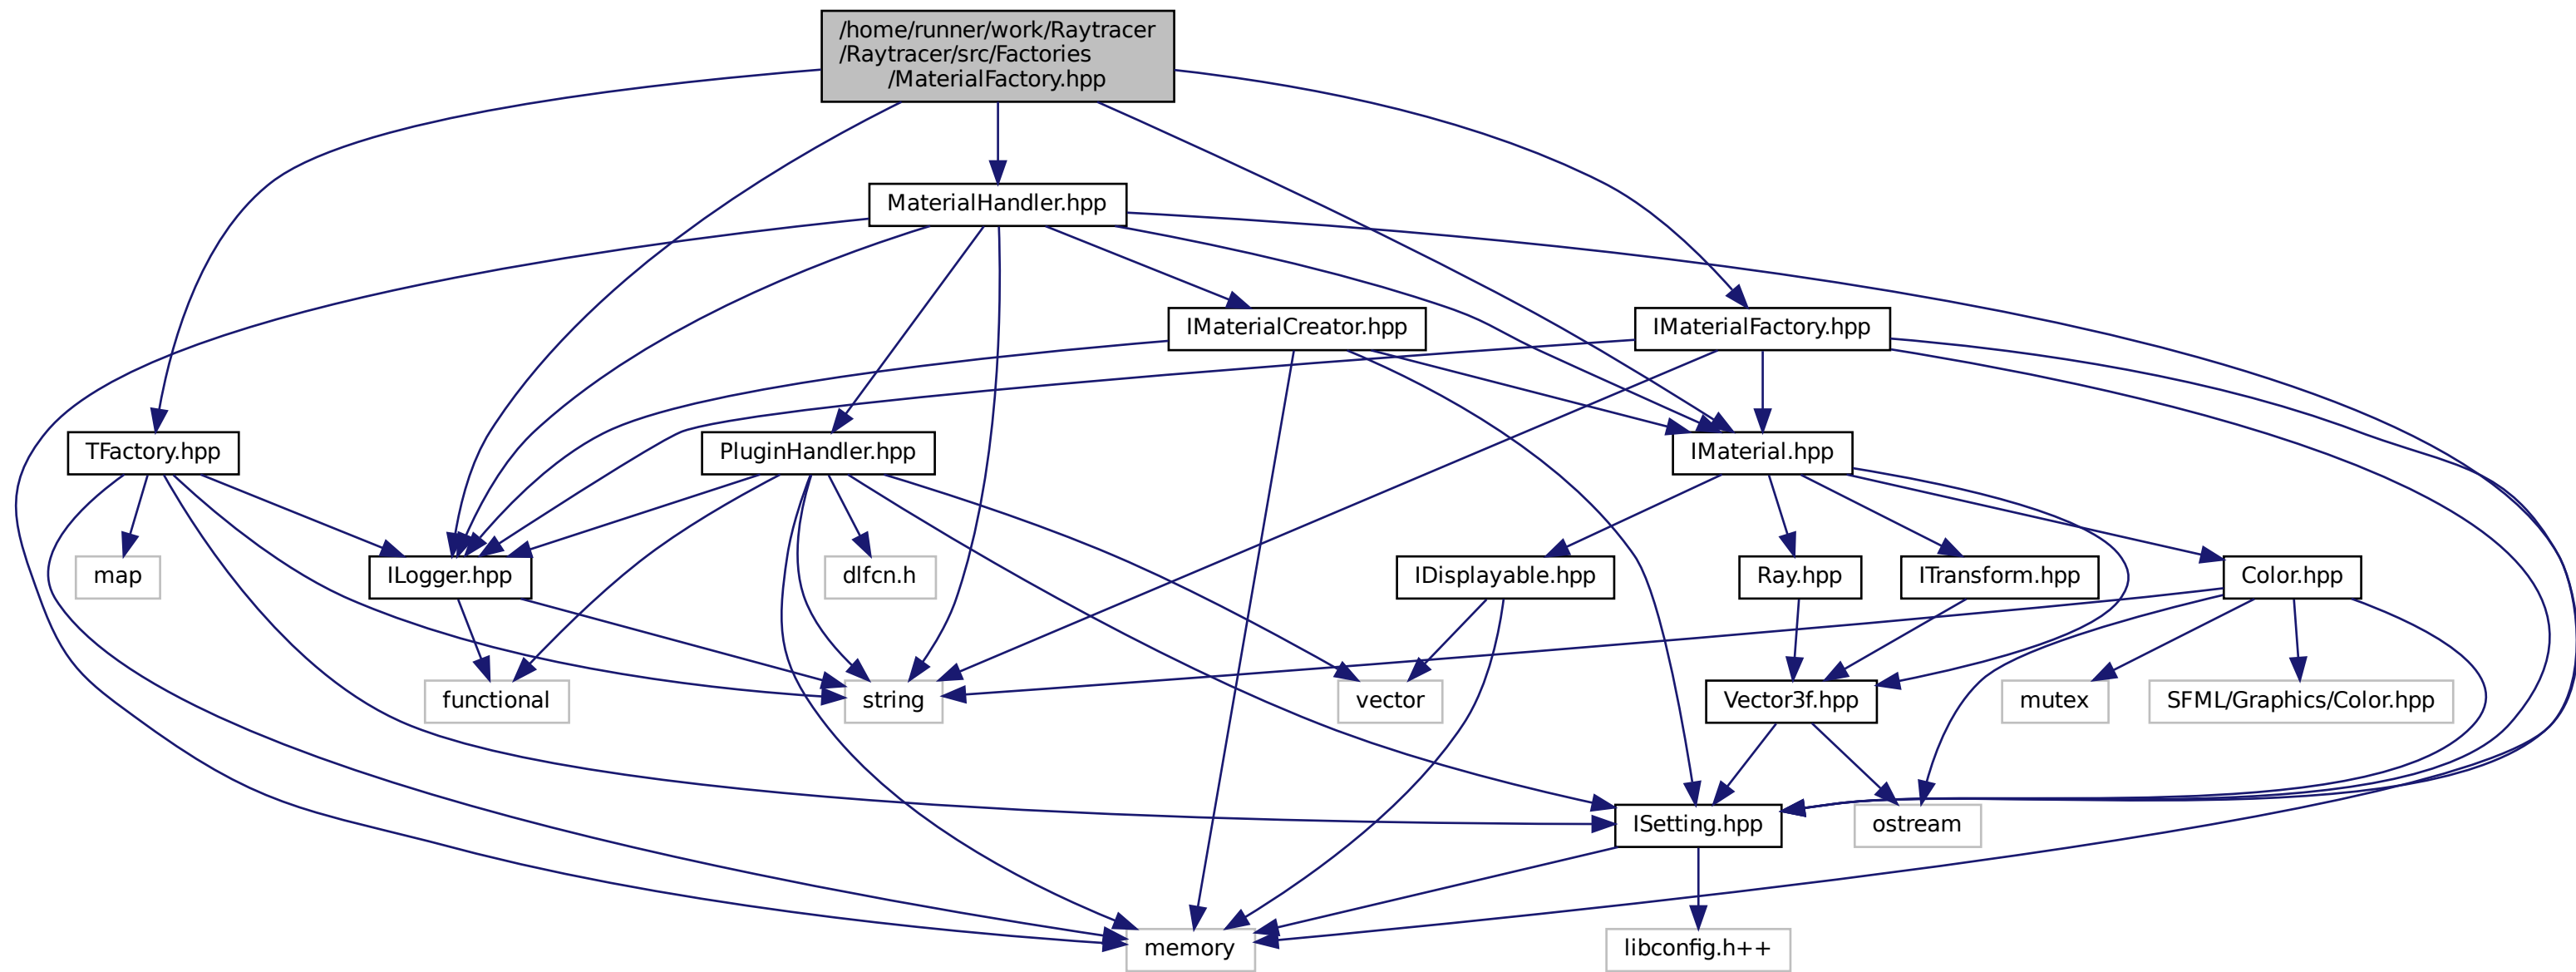 /home/runner/work/Raytracer
/Raytracer/src/Factories
/MaterialFactory.hpp
MaterialHandler.hpp
IMaterialCreator.hpp
IMaterialFactory.hpp
TFactory.hpp
PluginHandler.hpp
IMaterial.hpp
map
ILogger.hpp
dlfcn.h
IDisplayable.hpp
Ray.hpp
ITransform.hpp
Color.hpp
functional
string
vector
Vector3f.hpp
mutex
SFML/Graphics/Color.hpp
ISetting.hpp
ostream
memory
libconfig.h++